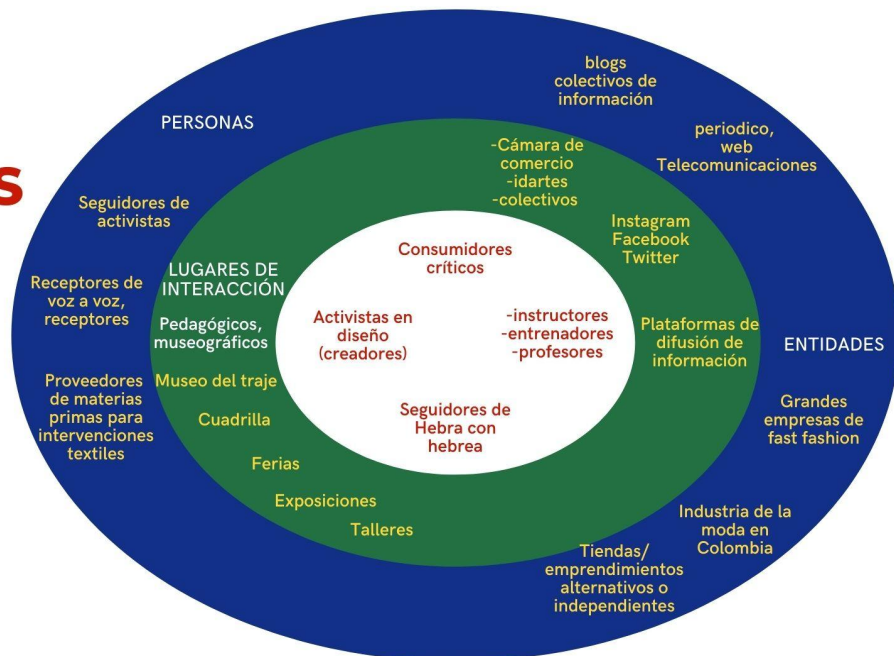 s
PERSONAS
Seguidores de
activistas
Receptores de
voz a voz,
receptores
Proveedores
de materias
primas para
intervenciones
textiles
LUGARES DE
INTERACCIÓN
Pedagógicos,
museográficos
Museo del traje
Cuadrilla
Ferias
Exposiciones
Talleres
Consumidores
críticos
Activistas en
diseño
(creadores)
-instructores
-entrenadores
-profesores
Seguidores de
Hebra con
hebrea
-Cámara de
comercio
-idartes
-colectivos
Instagram
Facebook
Twitter
Plataformas de
difusión de
información
blogs
colectivos de
información
periodico,
web
Telecomunicaciones
ENTIDADES
Grandes
empresas de
fast fashion
Industria de la
moda en
Colombia
Tiendas/
emprendimientos
alternativos o
independientes